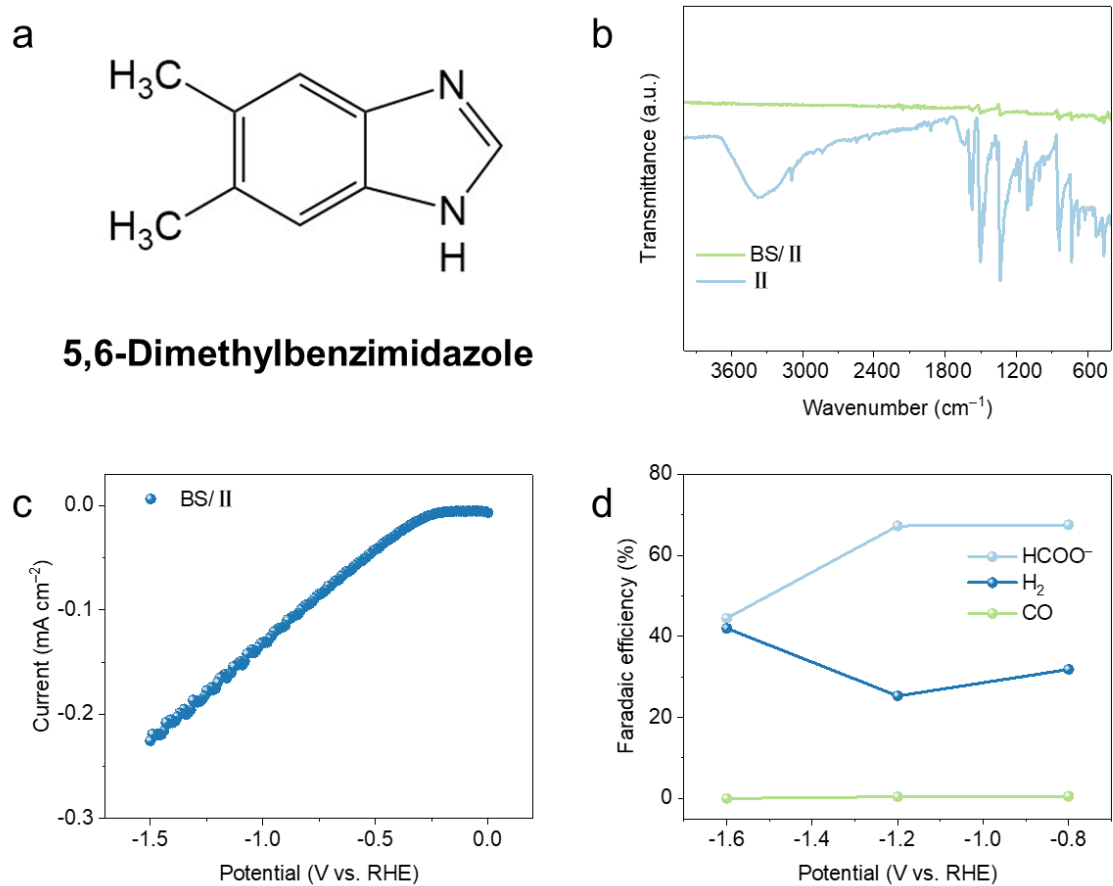 a
H₃C
N
H₃C
N
H
5,6-Dimethylbenzimidazole
b
Transmittance (a.u.)
BS/Ⅱ
Ⅱ
3600 3000 2400 1800 1200 600
Wavenumber (cm⁻¹)
c
BS/Ⅱ
Current (mA cm⁻²)
0.0
-0.1
-0.2
-0.3
-1.5 -1.0 -0.5 0.0
Potential (V vs. RHE)
d
Faradaic efficiency (%)
80
60
40
20
0
HCOO⁻
H₂
CO
-1.6 -1.4 -1.2 -1.0 -0.8
Potential (V vs. RHE)